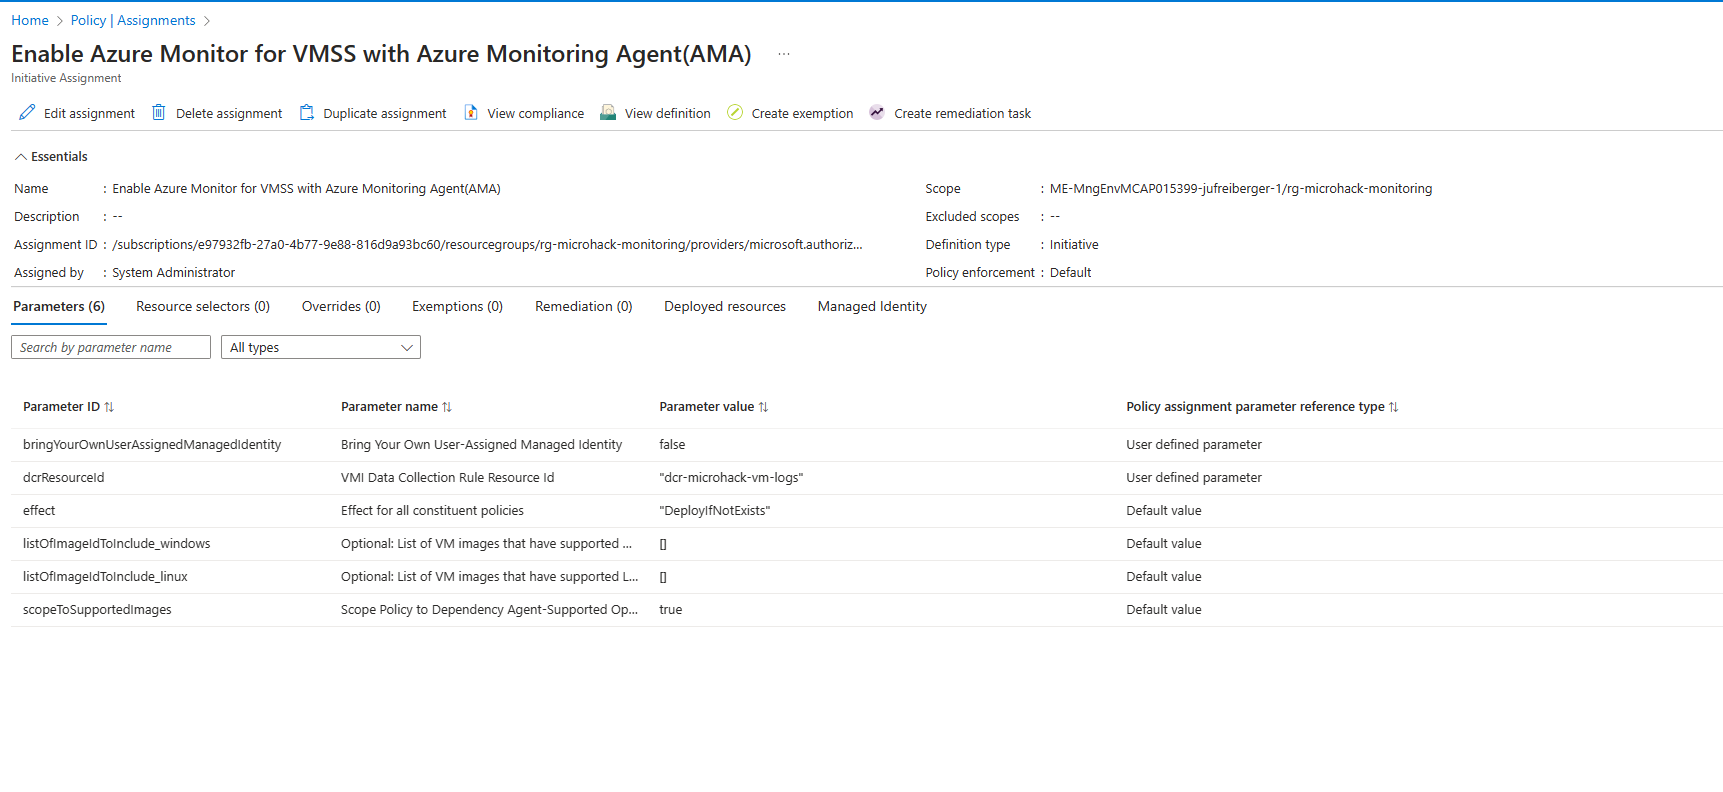 Home > Policy | Assignments >
Enable Azure Monitor for VMSS with Azure Monitoring Agent(AMA) ...
Initiative Assignment
Edit assignment Delete assignment Duplicate assignment View compliance View definition Create exemption Create remediation task
Essentials
Name : Enable Azure Monitor for VMSS with Azure Monitoring Agent(AMA) Scope : ME-MngEnvMCAP015399-jufreiberger-1/rg-microhack-monitoring
Description : -- Excluded scopes : --
Assignment ID : /subscriptions/e97932fb-27a0-4b77-9e88-816d9a93bc60/resourcegroups/rg-microhack-monitoring/providers/microsoft.authoriz... Definition type : Initiative
Assigned by : System Administrator Policy enforcement : Default
Parameters (6) Resource selectors (0) Overrides (0) Exemptions (0) Remediation (0) Deployed resources Managed Identity
Search by parameter name All types
Parameter ID Parameter name Parameter value Policy assignment parameter reference type
bringYourOwnUserAssignedManagedIdentity Bring Your Own User-Assigned Managed Identity false User defined parameter
dcrResourceId VMI Data Collection Rule Resource Id "dcr-microhack-vm-logs" User defined parameter
effect Effect for all constituent policies "DeployIfNotExists" Default value
listOfImageIdToInclude_windows Optional: List of VM images that have supported ... [] Default value
listOfImageIdToInclude_linux Optional: List of VM images that have supported L... [] Default value
scopeToSupportedImages Scope Policy to Dependency Agent-Supported Op... true Default value